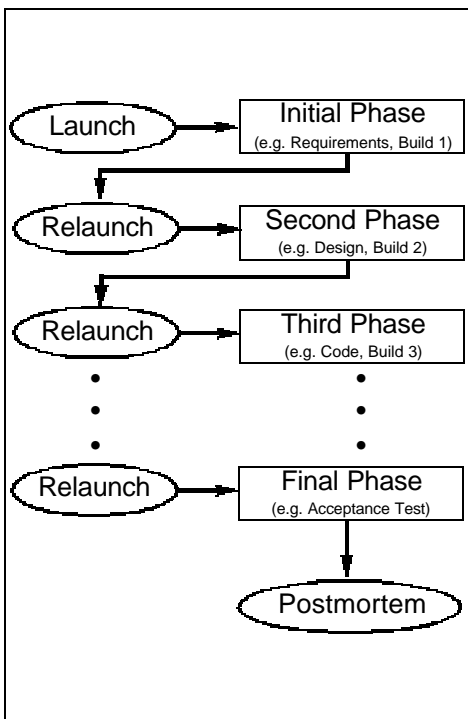 Launch
Initial Phase
(e.g. Requirements, Build 1)
Relaunch
Second Phase
(e.g. Design, Build 2)
Relaunch
Third Phase
(e.g. Code, Build 3)
Relaunch
Final Phase
(e.g. Acceptance Test)
Postmortem